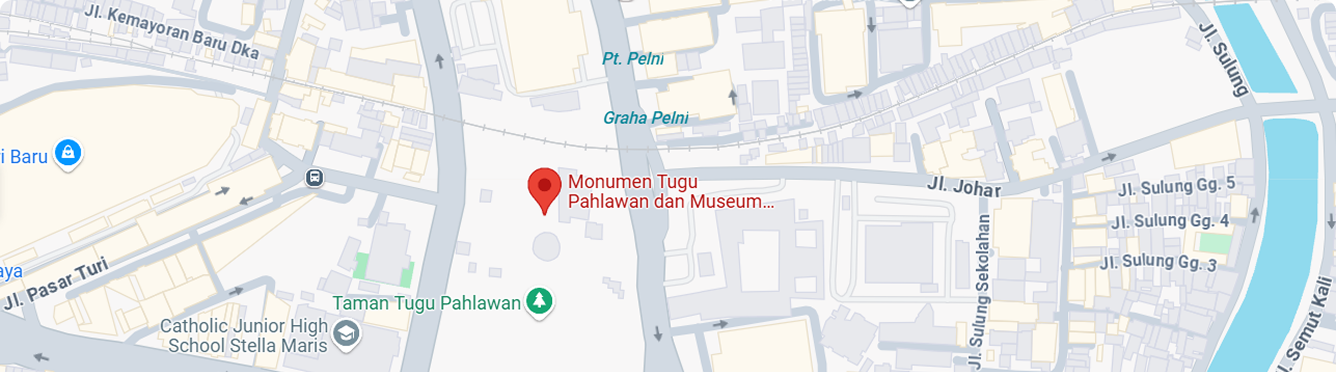 Jl. Kemayoran Baru Dka
Pt. Pelni
Graha Pelni
Jl. Sulung
ri Baru
Monumen Tugu
Pahlawan dan Museum...
Jl. Johar
Jl. Sulung Gg. 5
Jl. Sulung Gg. 4
Jl. Sulung Gg. 3
Jl. Sulung Sekolahan
aya
Jl. Pasar Turi
Taman Tugu Pahlawan
Catholic Junior High
School Stella Maris
Jl. Semut Kali